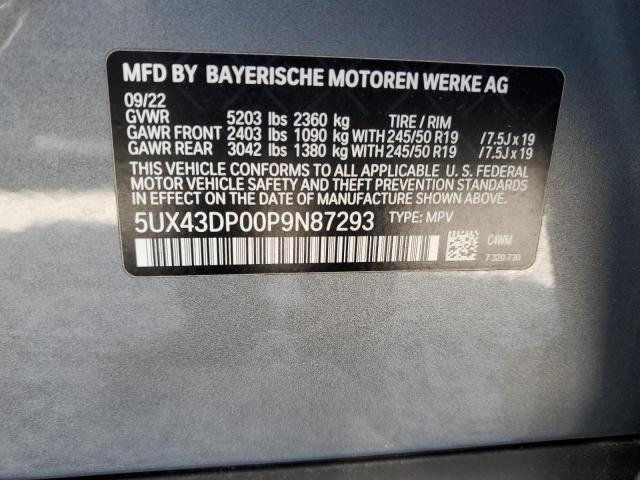 MFD BY BAYERISCHE MOTOREN WERKE AG
09/22
GVWR 5203 lbs 2360 kg TIRE / RIM
GAWR FRONT 2403 lbs 1090 kg WITH 245/50 R19 /7.5J x 19
GAWR REAR 3042 lbs 1380 kg WITH 245/50 R19 /7.5J x 19
THIS VEHICLE CONFORMS TO ALL APPLICABLE U. S. FEDERAL
MOTOR VEHICLE SAFETY, BUMPER, AND THEFT PREVENTION STANDARDS
IN EFFECT ON THE DATE OF MANUFACTURE SHOWN ABOVE.
5UX43DP00P9N87293 TYPE: MPV
C4WM
7 320 730